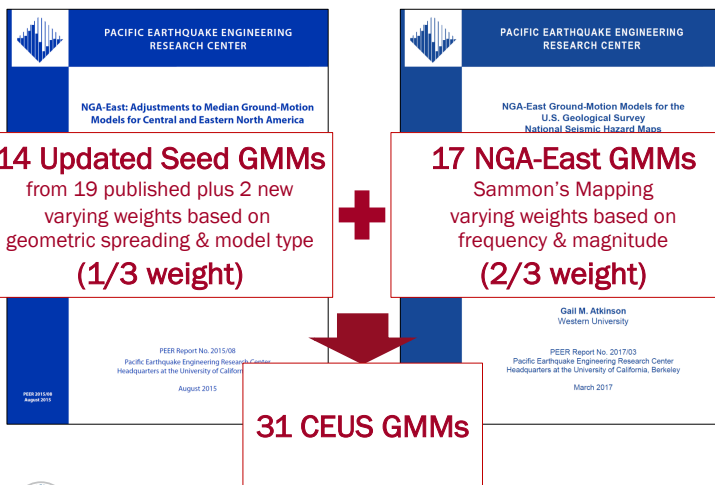 PACIFIC EARTHQUAKE ENGINEERING
RESEARCH CENTER
NGA-East: Adjustments to Median Ground-Motion
Models for Central and Eastern North America
14 Updated Seed GMMs
from 19 published plus 2 new
varying weights based on
geometric spreading & model type
(1/3 weight)
PEER Report No. 2015/08
Pacific Earthquake Engineering Research Center
Headquarters at the University of Californ
August 2015
PEER 2015/08
August 2015
PACIFIC EARTHQUAKE ENGINEERING
RESEARCH CENTER
NGA-East Ground-Motion Models for the
U.S. Geological Survey
National Seismic Hazard Maps
17 NGA-East GMMs
Sammon's Mapping
varying weights based on
frequency & magnitude
(2/3 weight)
Gail M. Atkinson
Western University
PEER Report No. 2017/03
Pacific Earthquake Engineering Research Center
Headquarters at the University of California, Berkeley
March 2017
31 CEUS GMMs